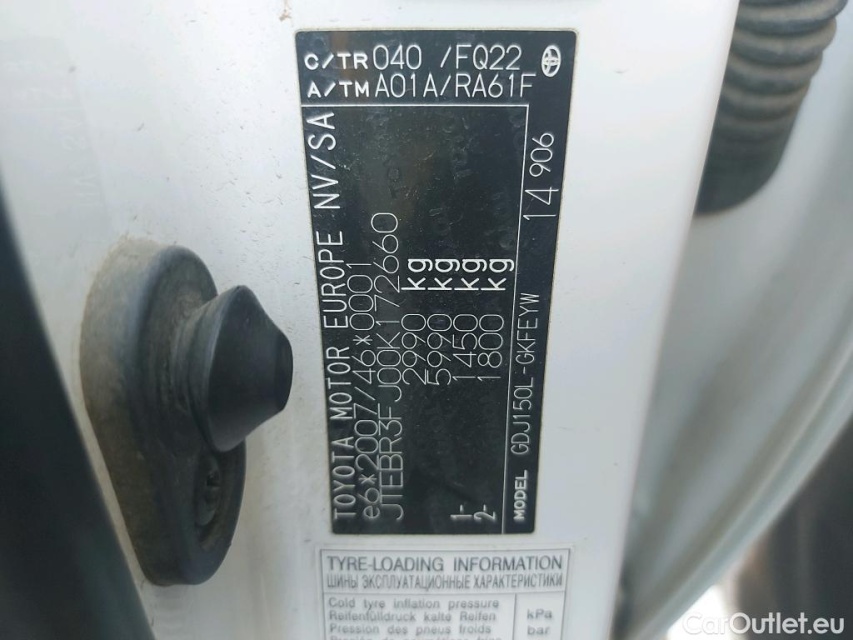 C/TR 040 /FQ22
A/TM A01A/RA61F
TOYOTA MOTOR EUROPE NV/SA
e6*2007/46*0001
JTEBR3FJ00K172660
2990 kg
5990 kg
1- 1450 kg
2- 1800 kg
14 906
MODEL GDJ150L-GKFEYW
TYRE-LOADING INFORMATION
ШИНЫ ЭКСПЛУАТАЦИОННЫЕ ХАРАКТЕРИСТИКИ
Cold tyre inflation pressure
Reifenfülldruck kalte Reifen
Pression des pneus froids
kPa
bar
CarOutlet.eu